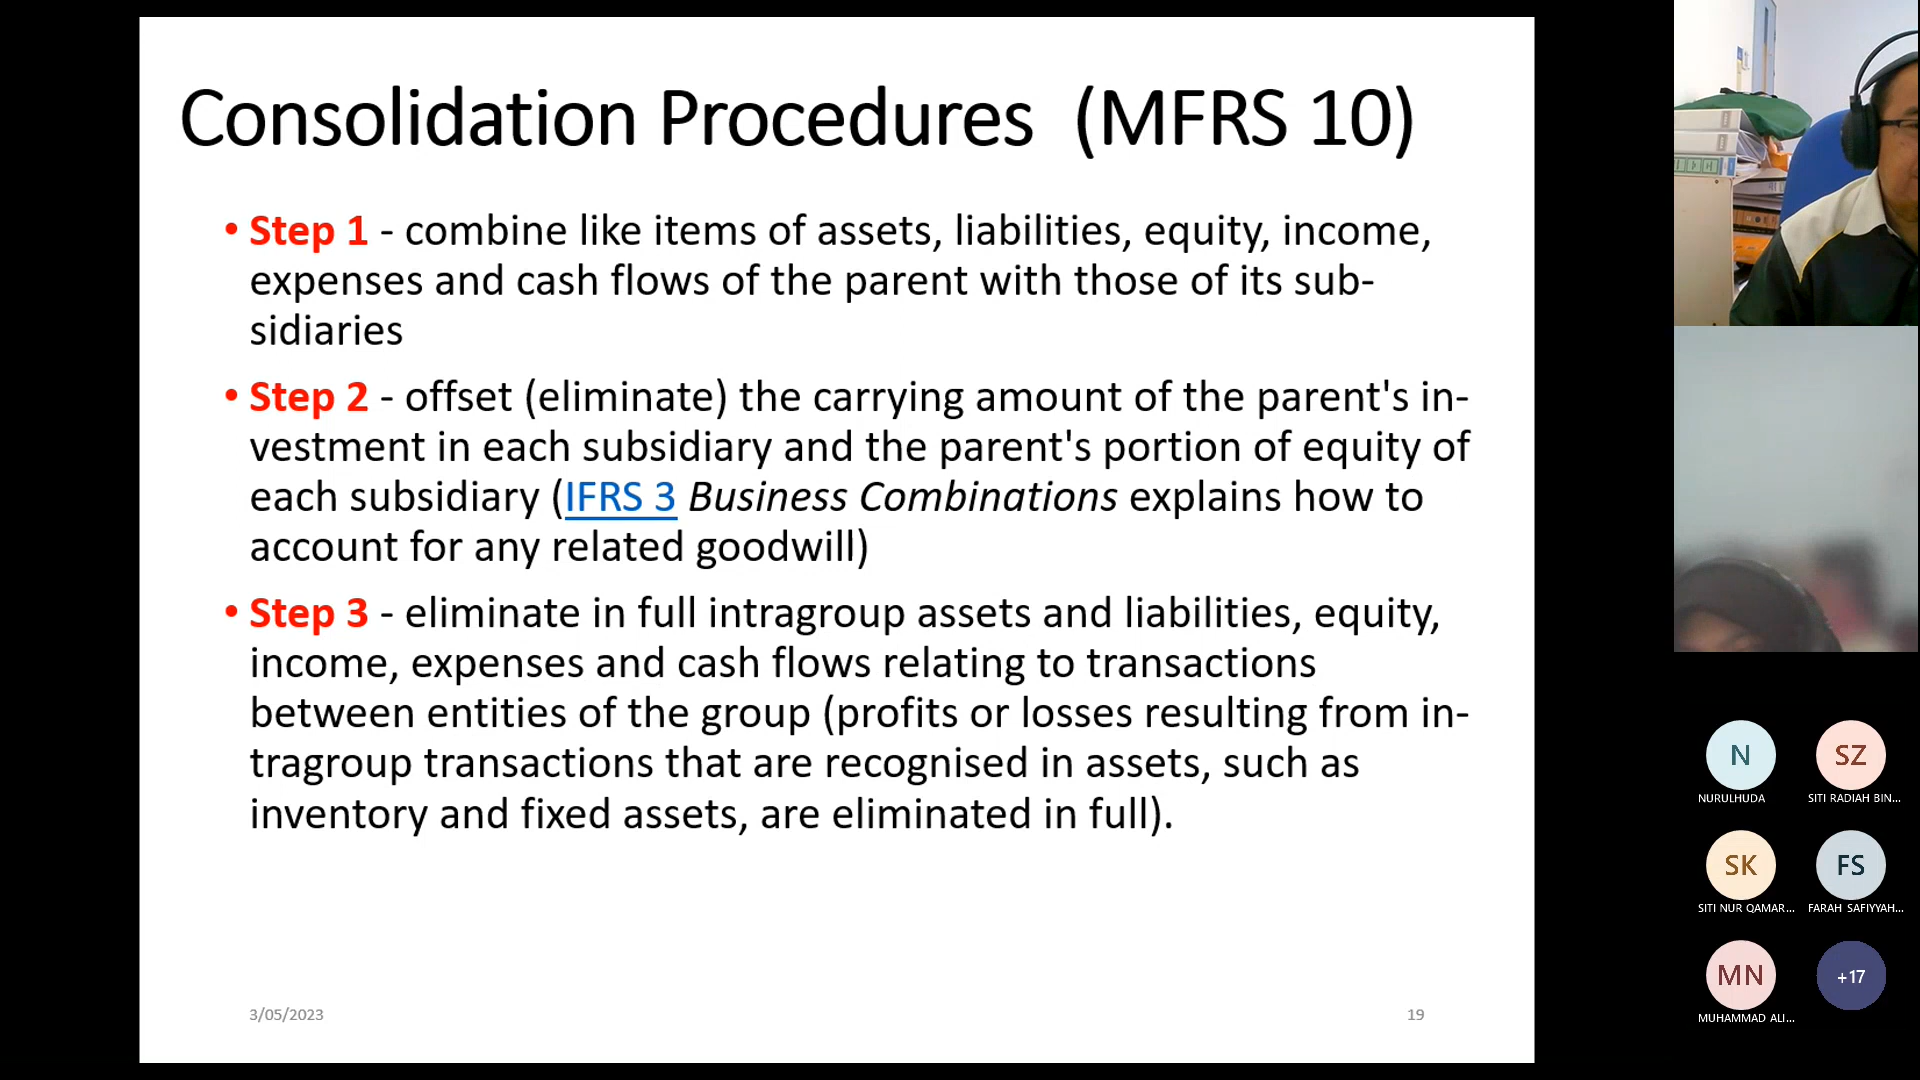 Consolidation Procedures (MFRS 10)
• Step 1 - combine like items of assets, liabilities, equity, income,
expenses and cash flows of the parent with those of its sub-
sidiaries
• Step 2 - offset (eliminate) the carrying amount of the parent's in-
vestment in each subsidiary and the parent's portion of equity of
each subsidiary (IFRS 3 Business Combinations explains how to
account for any related goodwill)
• Step 3 - eliminate in full intragroup assets and liabilities, equity,
income, expenses and cash flows relating to transactions
between entities of the group (profits or losses resulting from in-
tragroup transactions that are recognised in assets, such as
inventory and fixed assets, are eliminated in full).
3/05/2023
19
N
SZ
NURULHUDA
SITI RADIAH BIN...
SK
FS
SITI NUR QAMAR...
FARAH SAFIYYAH...
MN
+17
MUHAMMAD ALI...